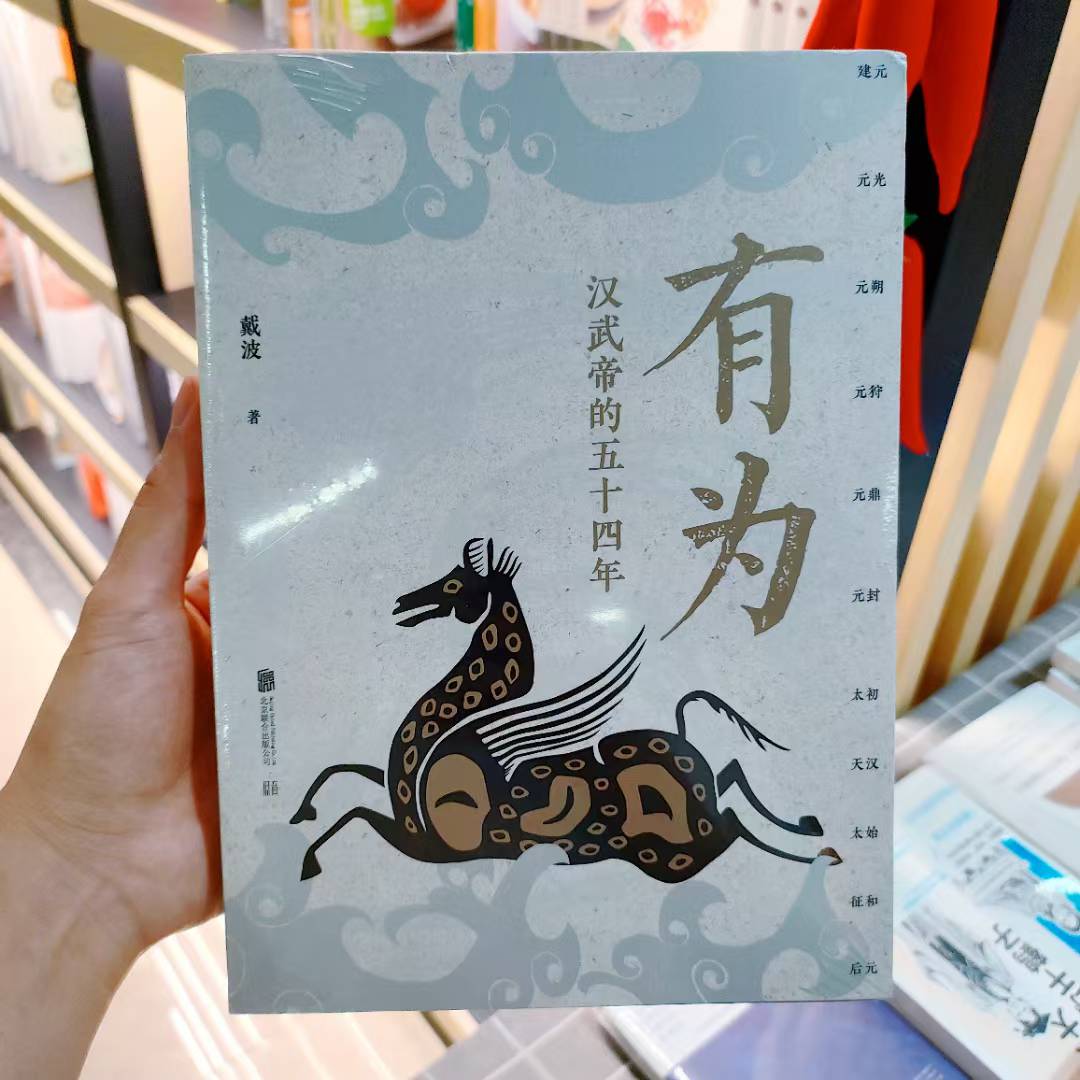 有为
汉武帝的五十四年
戴波 著
建元
元光
元朔
元狩
元鼎
元封
太初
天汉
太始
征和
后元
北京联合出版公司